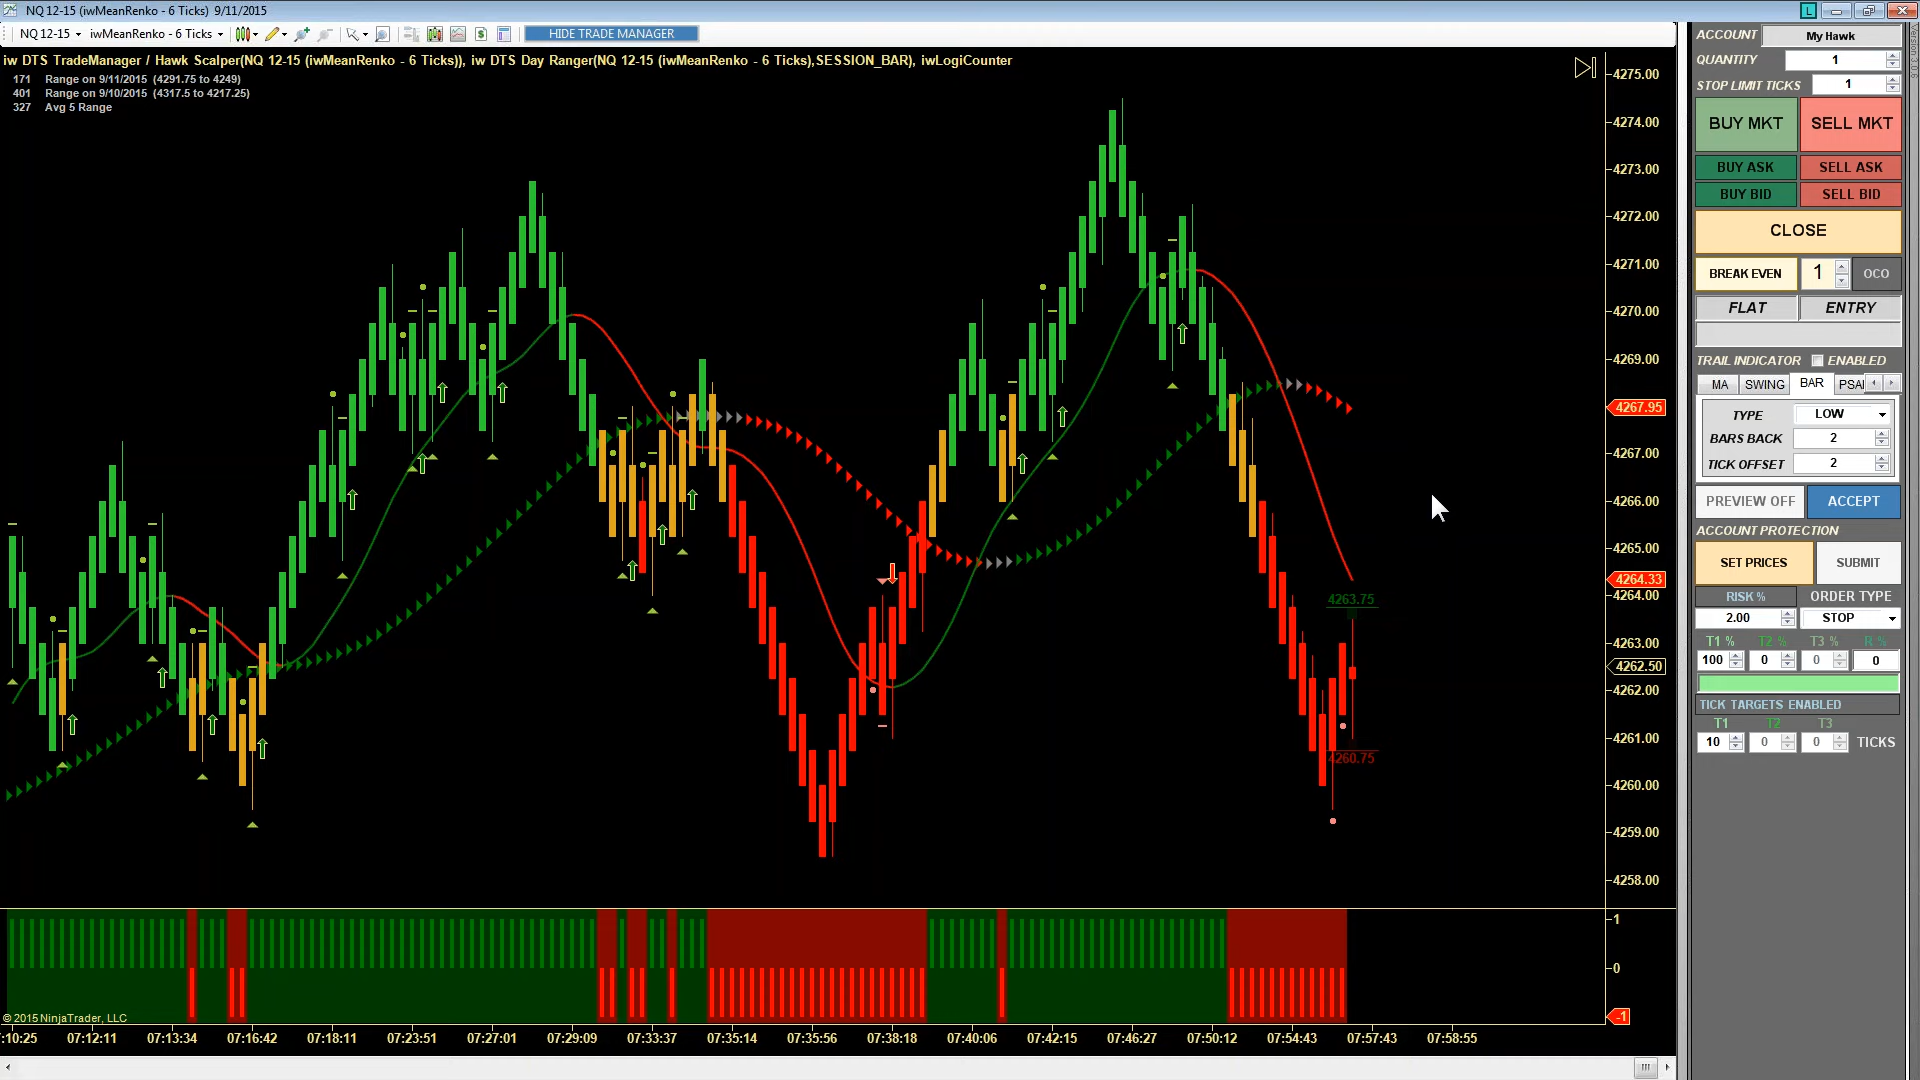 NQ 12-15 (iwMeanRenko - 6 Ticks) 9/11/2015
L
NQ 12-15
iwMeanRenko - 6 Ticks
HIDE TRADE MANAGER
iw DTS TradeManager / Hawk Scalper(NQ 12-15 (iwMeanRenko - 6 Ticks)), iw DTS Day Ranger(NQ 12-15 (iwMeanRenko - 6 Ticks),SESSION_BAR), iwLogiCounter
171 Range on 9/11/2015 (4291.75 to 4249)
401 Range on 9/10/2015 (4317.5 to 4217.25)
327 Avg 5 Range
4275.00
4274.00
4273.00
4272.00
4271.00
4270.00
4269.00
4267.95
4267.00
4266.00
4265.00
4264.33
4264.00
4263.00
4262.50
4262.00
4261.00
4260.00
4259.00
4258.00
4263.75
4260.75
1
0
-1
© 2015 NinjaTrader, LLC
:10:25 07:12:11 07:13:34 07:16:42 07:18:11 07:23:51 07:27:01 07:29:09 07:33:37 07:35:14 07:35:56 07:38:18 07:40:06 07:42:15 07:46:27 07:50:12 07:54:43 07:57:43 07:58:55
ACCOUNT My Hawk
QUANTITY 1
STOP LIMIT TICKS 1
BUY MKT SELL MKT
BUY ASK SELL ASK
BUY BID SELL BID
CLOSE
BREAK EVEN 1 OCO
FLAT ENTRY
TRAIL INDICATOR ENABLED
MA SWING BAR PSAI
TYPE LOW
BARS BACK 2
TICK OFFSET 2
PREVIEW OFF ACCEPT
ACCOUNT PROTECTION
SET PRICES SUBMIT
RISK % ORDER TYPE
2.00 STOP
T1 % T2 % T3 % R %
100 0 0 0
TICK TARGETS ENABLED
T1 T2 T3
10 0 0 TICKS